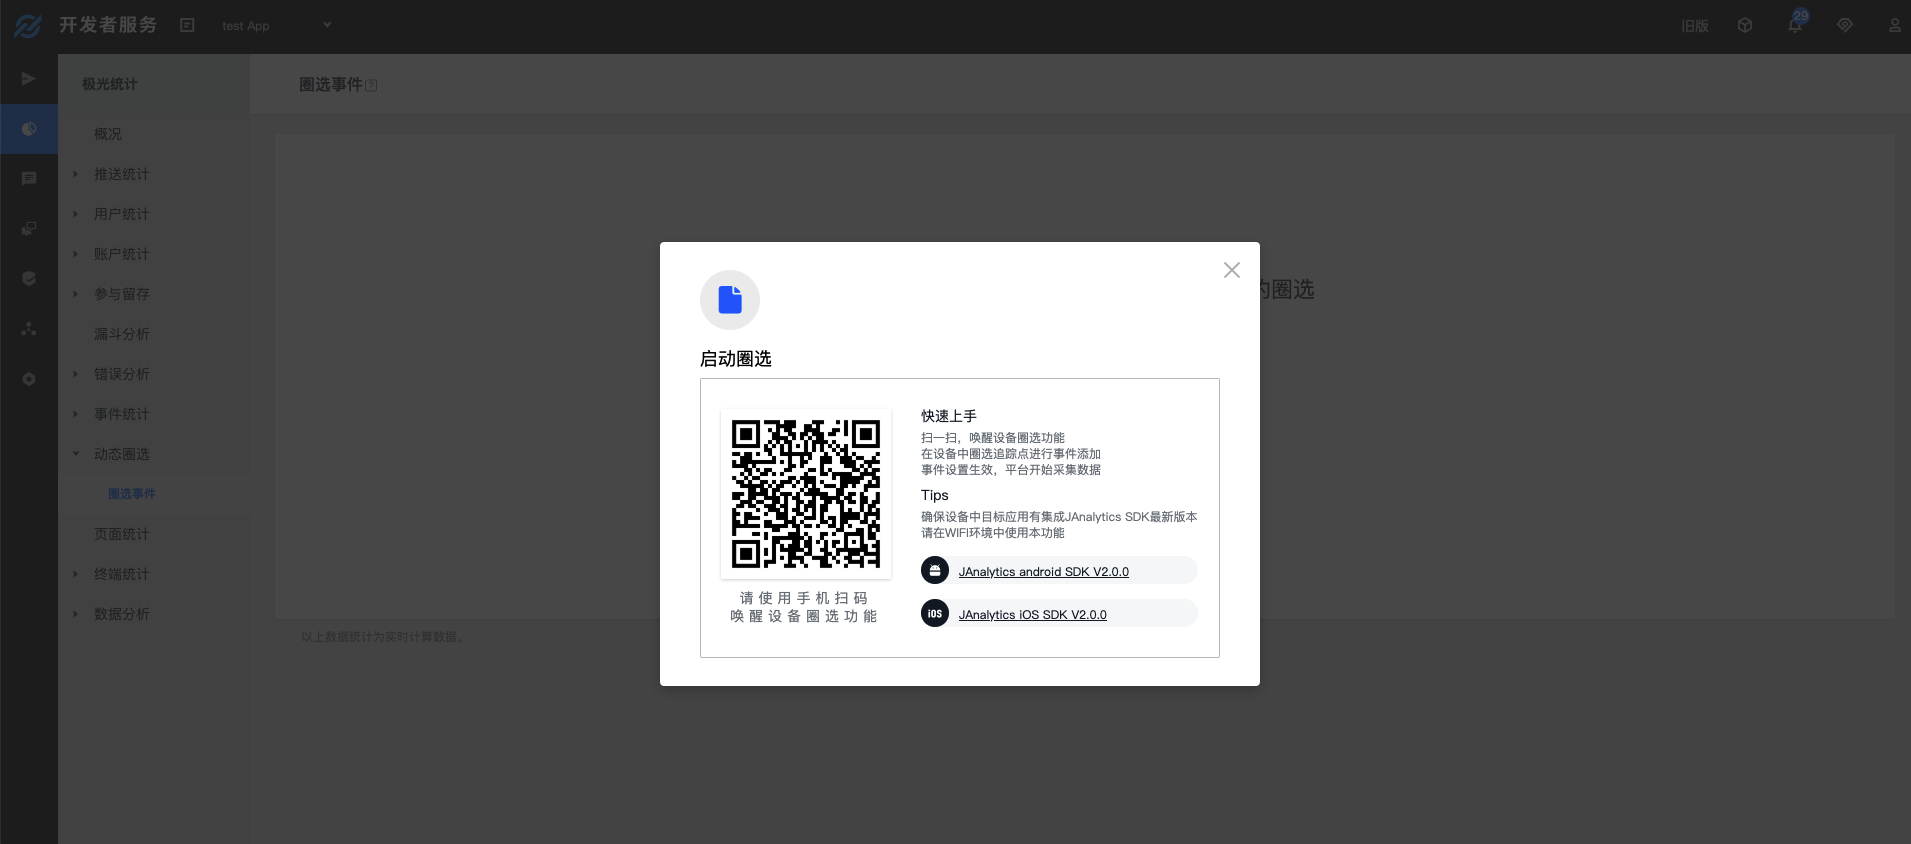 开发者服务
test App
旧版
29
极光统计
概况
推送统计
用户统计
账户统计
参与留存
漏斗分析
错误分析
事件统计
动态圈选
圈选事件
页面统计
终端统计
数据分析
圈选事件
的圈选
启动圈选
请使用手机扫码
唤醒设备圈选功能
快速上手
扫一扫，唤醒设备圈选功能
在设备中圈选追踪点进行事件添加
事件设置生效，平台开始采集数据
Tips
确保设备中目标应用有集成JAnalytics SDK最新版本
请在WIFI环境中使用本功能
JAnalytics android SDK V2.0.0
iOS
JAnalytics iOS SDK V2.0.0
以上数据统计为实时计算数据。